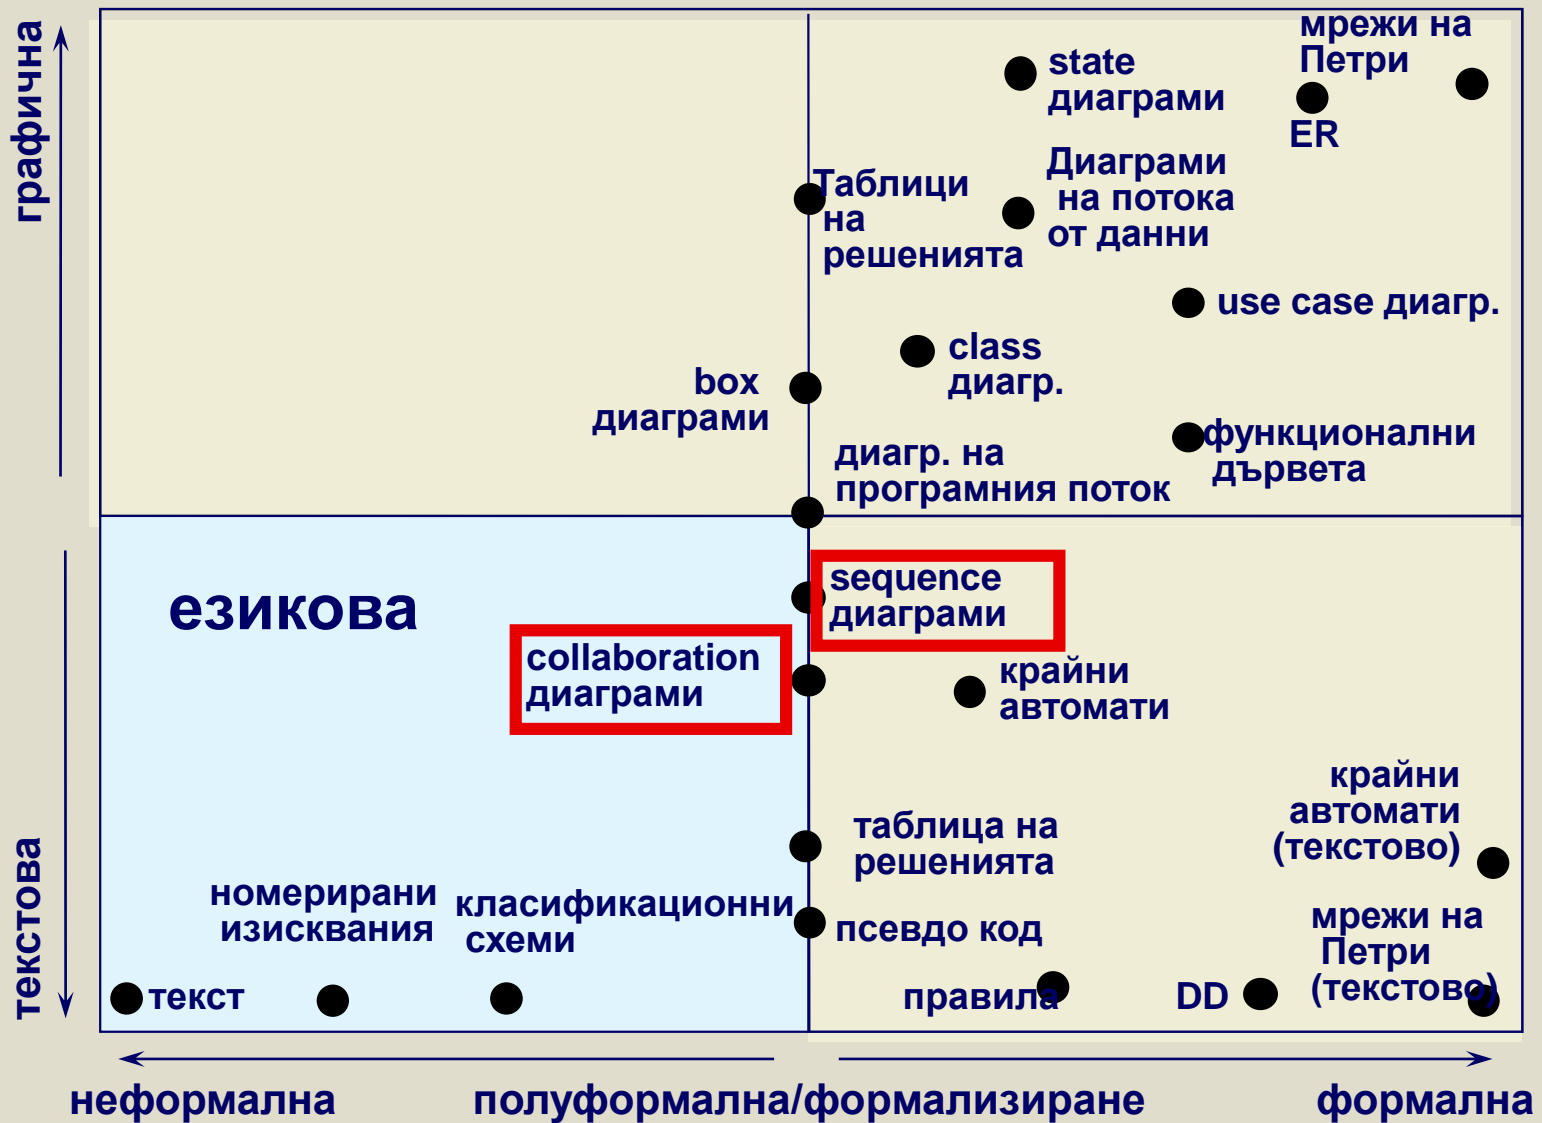 графична
мрежи на
Петри
state
диаграми
ER
Диаграми
на потока
от данни
Таблици
на
решенията
use case диагр.
class
диагр.
box
диаграми
функционални
дървета
диагр. на
програмния поток
sequence
диаграми
езикова
collaboration
диаграми
крайни
автомати
крайни
автомати
(текстово)
таблица на
решенията
текстова
номерирани
изисквания
класификационни
схеми
псевдо код
мрежи на
Петри
(текстово)
текст
правила
DD
неформална
полуформална/формализиране
формална